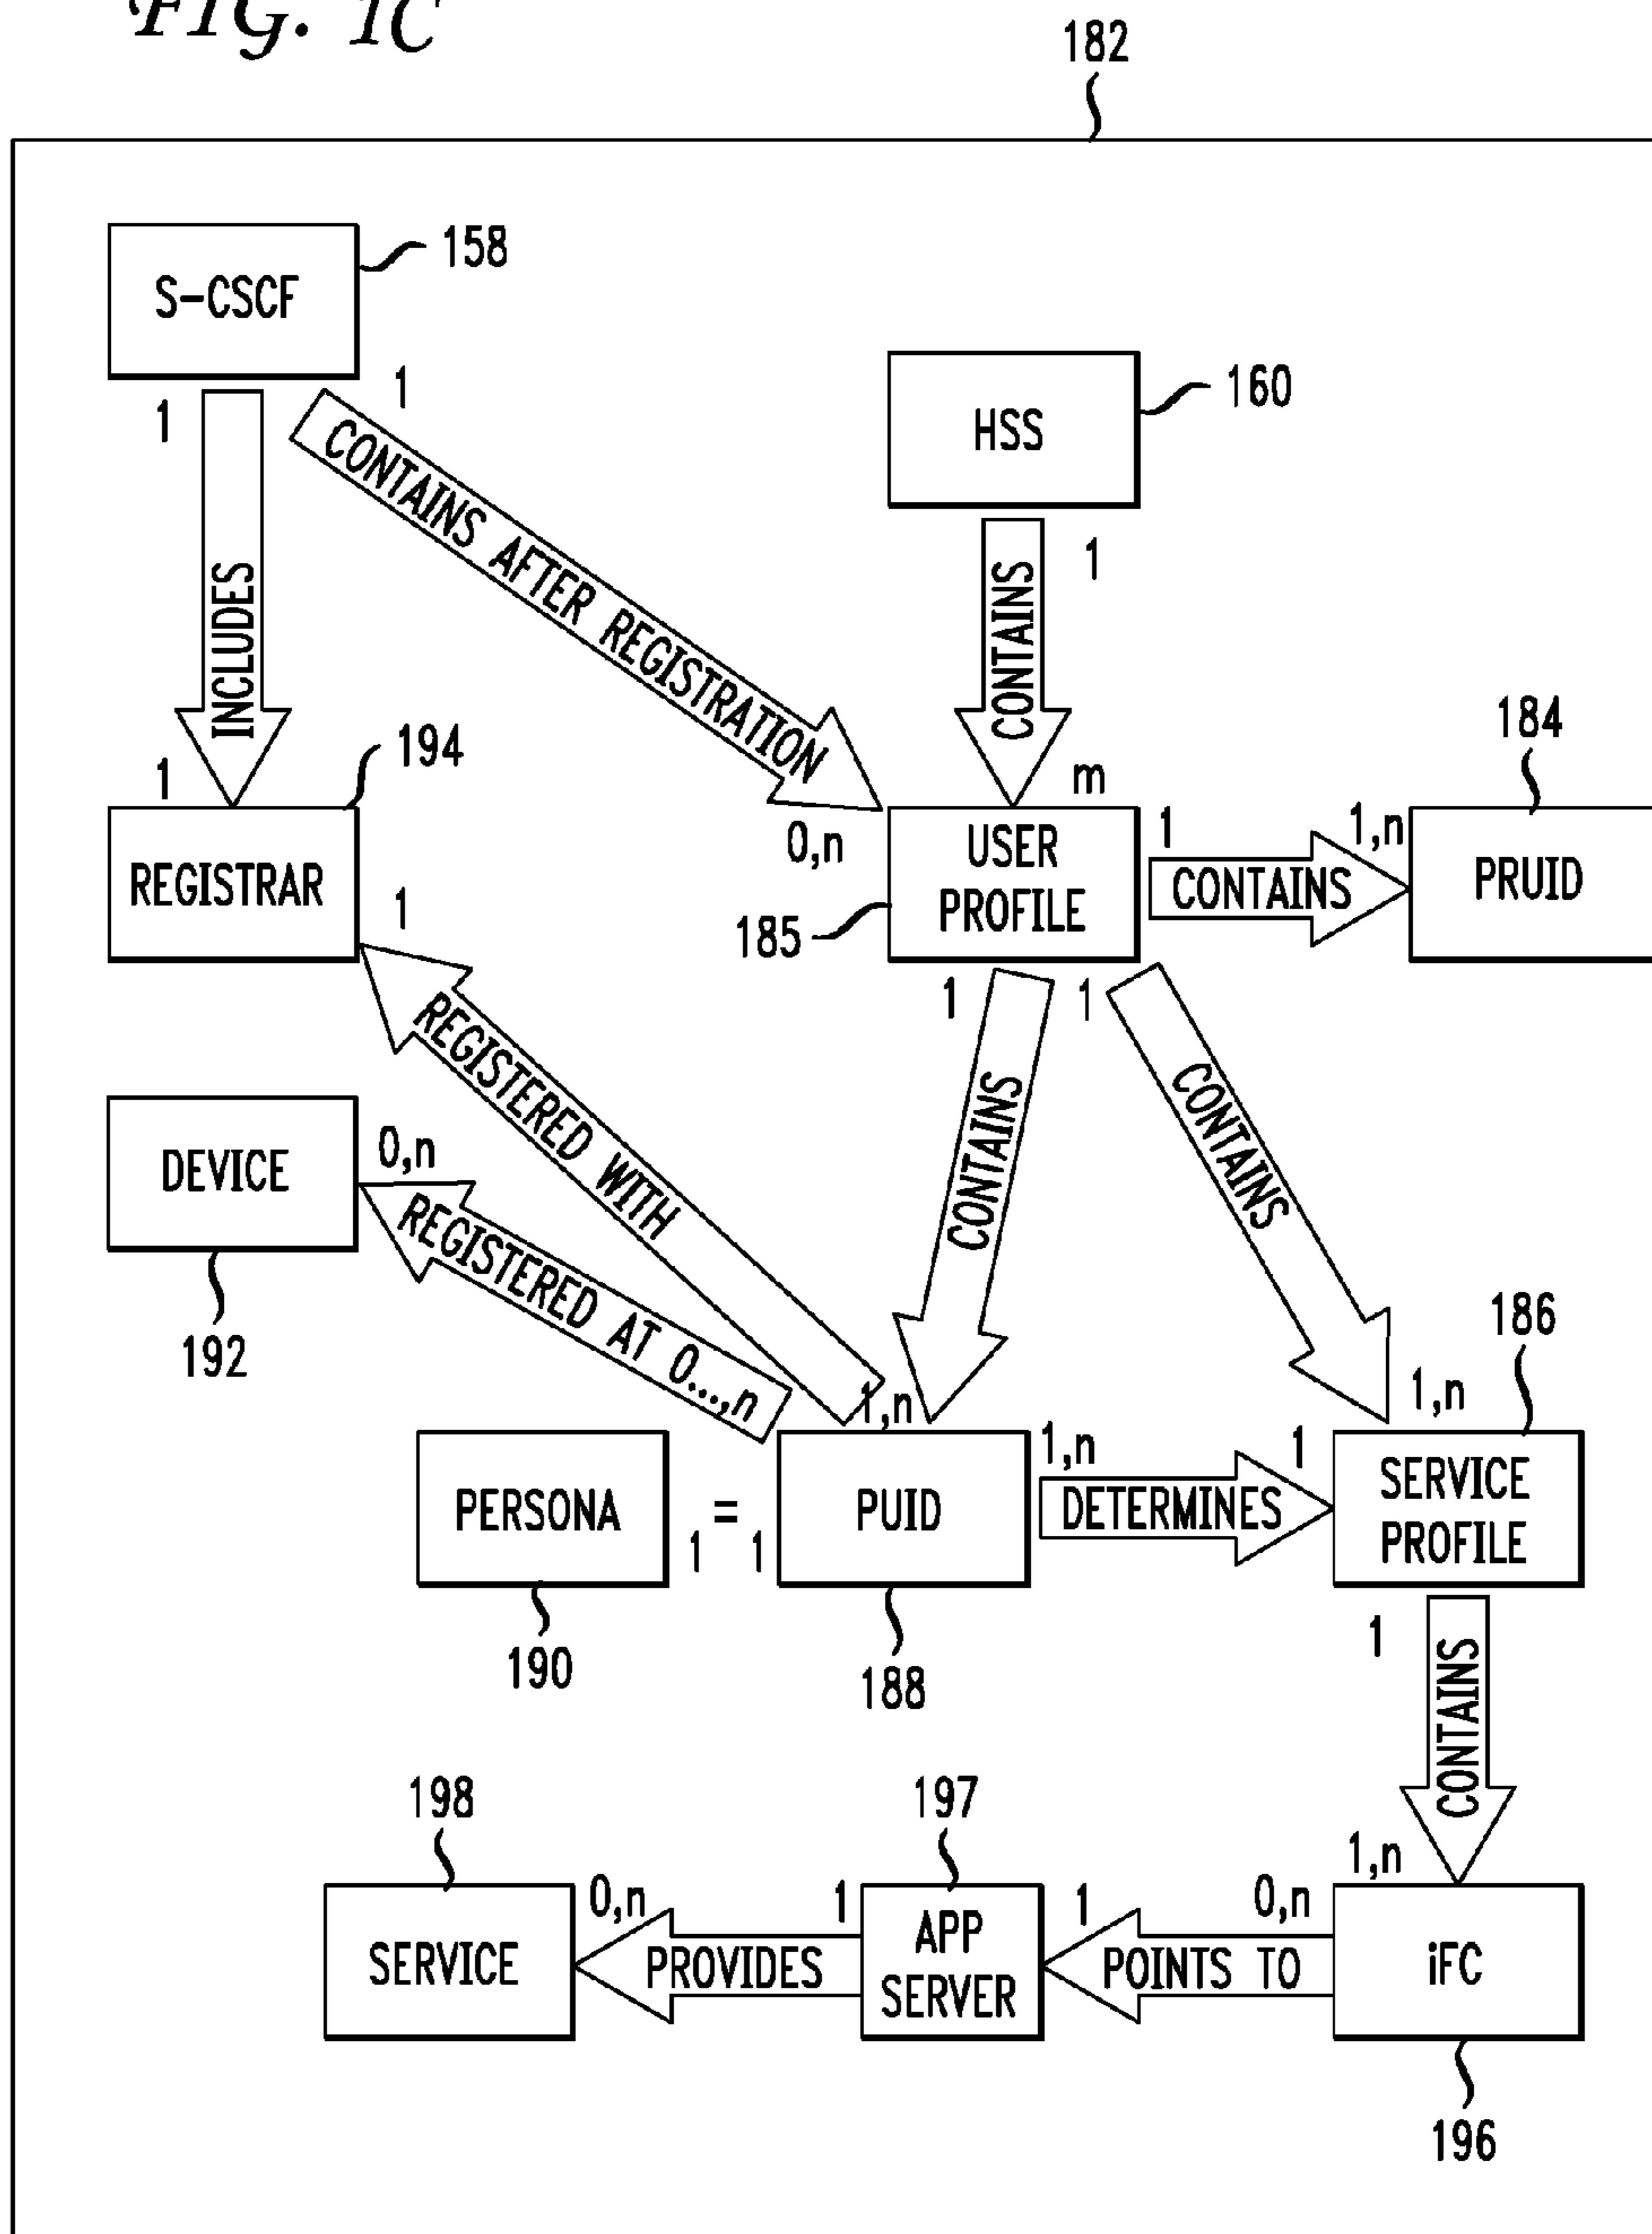 FIG. 1C
182
S-CSCF
158
HSS
160
1
1
1
INCLUDES
CONTAINS AFTER REGISTRATION
CONTAINS
1
194
m
0,n
184
REGISTRAR
1
USER
PROFILE
185
1
CONTAINS
1,n
PRUID
1
1
REGISTERED WITH
CONTAINS
CONTAINS
DEVICE
0,n
192
REGISTERED AT 0...,n
1,n
1,n
186
PERSONA
190
1 = 1
PUID
188
1,n
DETERMINES
1
SERVICE
PROFILE
1
CONTAINS
1,n
198
197
SERVICE
0,n
PROVIDES
1
APP
SERVER
1
POINTS TO
0,n
iFC
196